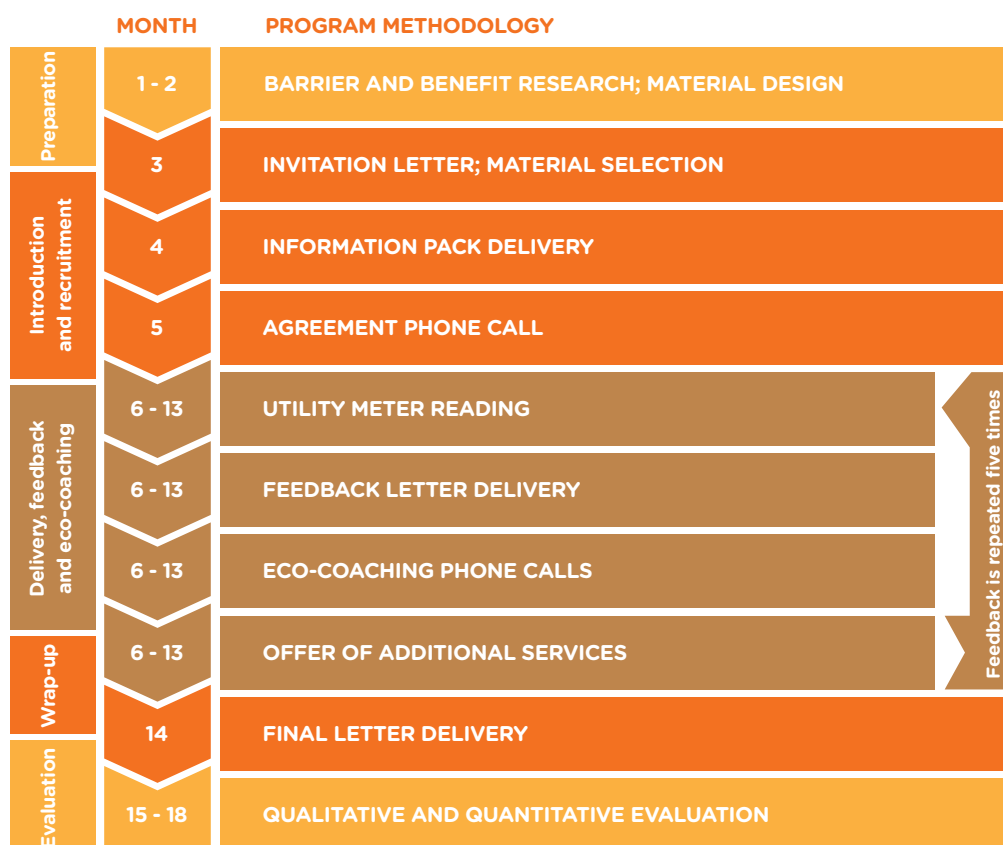 MONTH
PROGRAM METHODOLOGY
Preparation
1 - 2
BARRIER AND BENEFIT RESEARCH; MATERIAL DESIGN
Introduction
and recruitment
3
INVITATION LETTER; MATERIAL SELECTION
4
INFORMATION PACK DELIVERY
5
AGREEMENT PHONE CALL
Delivery, feedback
and eco-coaching
6 - 13
UTILITY METER READING
6 - 13
FEEDBACK LETTER DELIVERY
6 - 13
ECO-COACHING PHONE CALLS
6 - 13
OFFER OF ADDITIONAL SERVICES
Feedback is repeated five times
Wrap-up
14
FINAL LETTER DELIVERY
Evaluation
15 - 18
QUALITATIVE AND QUANTITATIVE EVALUATION